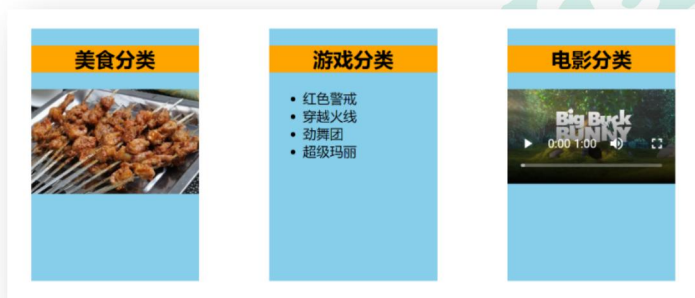 美食分类
游戏分类
红色警戒
穿越火线
劲舞团
超级玛丽
电影分类
Big Buck
BUNNY
0:00 1:00